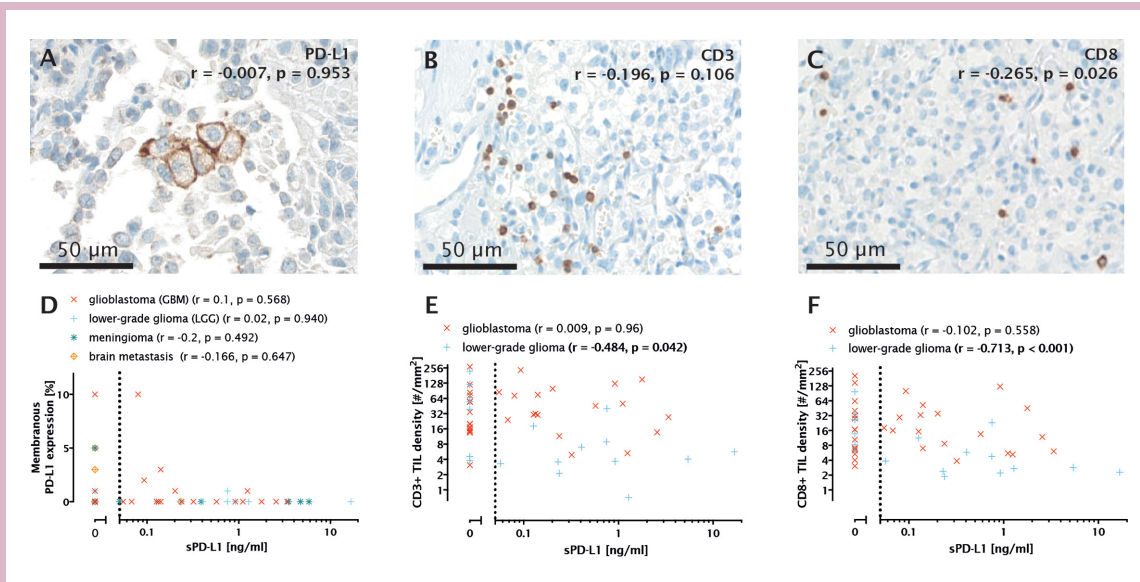 A
PD-L1
r = -0.007, p = 0.953
50 µm
B
CD3
r = -0.196, p = 0.106
50 µm
C
CD8
r = -0.265, p = 0.026
50 µm
D
glioblastoma (GBM) (r = 0.1, p = 0.568)
lower-grade glioma (LGG) (r = 0.02, p = 0.940)
meningioma (r = -0.2, p = 0.492)
brain metastasis (r = -0.166, p = 0.647)
Membranous
PD-L1 expression [%]
10
5
0
0
0.1
1
10
sPD-L1 [ng/ml]
E
glioblastoma (r = 0.009, p = 0.96)
lower-grade glioma (r = -0.484, p = 0.042)
CD3+ TIL density [#/mm²]
256
128
64
32
16
8
4
2
1
0
0.1
1
10
sPD-L1 [ng/ml]
F
glioblastoma (r = -0.102, p = 0.558)
lower-grade glioma (r = -0.713, p < 0.001)
CD8+ TIL density [#/mm²]
256
128
64
32
16
8
4
2
1
0
0.1
1
10
sPD-L1 [ng/ml]